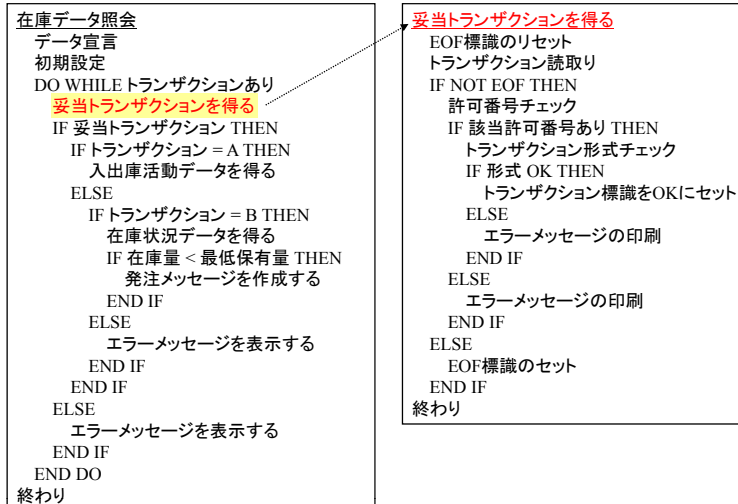 在庫データ照会
データ宣言
初期設定
DO WHILE トランザクションあり
妥当トランザクションを得る
IF 妥当トランザクション THEN
IF トランザクション = A THEN
入出庫活動データを得る
ELSE
IF トランザクション = B THEN
在庫状況データを得る
IF 在庫量 < 最低保有量 THEN
発注メッセージを作成する
END IF
ELSE
エラーメッセージを表示する
END IF
END IF
ELSE
エラーメッセージを表示する
END IF
END DO
終わり
妥当トランザクションを得る
EOF標識のリセット
トランザクション読取り
IF NOT EOF THEN
許可番号チェック
IF 該当許可番号あり THEN
トランザクション形式チェック
IF 形式 OK THEN
トランザクション標識をOKにセット
ELSE
エラーメッセージの印刷
END IF
ELSE
エラーメッセージの印刷
END IF
ELSE
EOF標識のセット
END IF
終わり